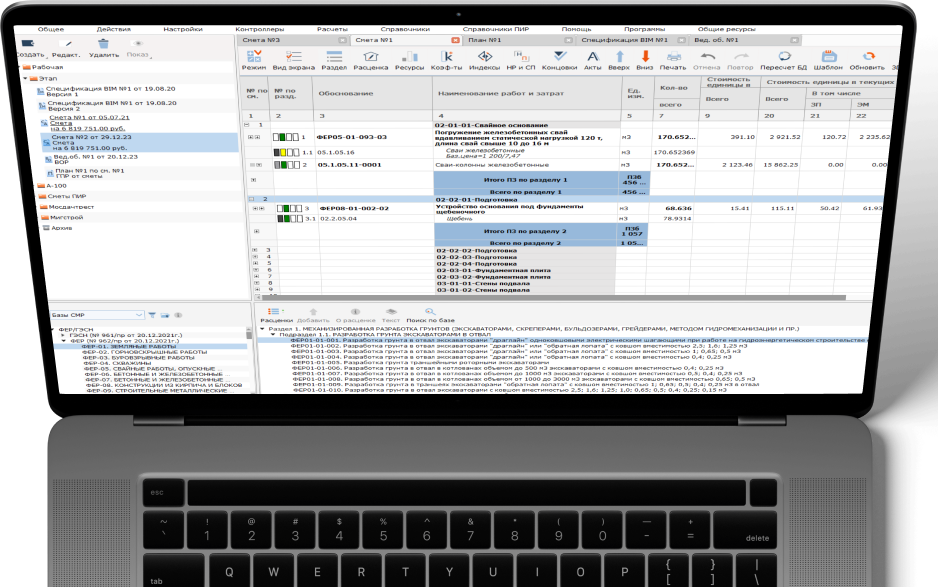 Общее Действия Настройки Контроллеры Расчеты Справочники Справочники ПИР Помощь Программы Общие ресурсы
Смета №3 Смета №1 План №1 Спецификация BIM №1 Вед. об. №1
Создать Редакт. Удалить Показ
Режим Вид экрана Раздел Расценка Ресурсы Коэф-ты Индексы НР и СП Концовки Акты Вверх Вниз Печать Отмена Повтор Пересчет БД Шаблон Обновить
Рабочая
Этап
Спецификация BIM №1 от 19.08.20
Версия 1
Спецификация BIM №1 от 19.08.20
Версия 2
Смета №1 от 05.07.21
Смета
на 6 819 751.00 руб.
Смета №2 от 29.12.23
Смета
на 6 819 751.00 руб.
Вед.об. №1 от 20.12.23
ВОР
План №1 по см. №1
ГПР от сметы
А-100
Сметы ПИР
Мосдачтрест
Мигстрой
Архив
№ по см. № по разд. Обоснование Наименование работ и затрат Ед. изм. Кол-во всего Стоимость единицы в Всего Стоимость единицы в текущих Всего В том числе ЗП ЭМ
1 2 3 4 5 7 9 20 21 22
1 02-01-01-Свайное основание
1 ФЕР05-01-093-03 Погружение железобетонных свай вдавливанием статической нагрузкой 120 т, длина свай свыше 10 до 16 м м3 170.652... 391.10 2 921.52 120.72 2 235.62
1.1 05.1.05.16 Сваи железобетонные м3 170.652369
Баз.цена=1 200/7,47
2 05.1.05.11-0001 Сваи-колонны железобетонные м3 170.652... 2 123.46 15 862.25 0.00 0.00
Итого ПЗ по разделу 1 ПЗб 456 ...
Всего по разделу 1 456 ...
2 02-02-01-Подготовка
3 ФЕР08-01-002-02 Устройство основания под фундаменты щебеночного м3 68.636 15.41 115.11 50.42 61.93
3.1 02.2.05.04 Щебень м3 78.9314
Итого ПЗ по разделу 2 ПЗб 1 057
Всего по разделу 2 1 05...
3 02-02-02-Подготовка
4 02-02-03-Подготовка
5 02-02-04-Подготовка
6 02-03-01-Фундаментная плита
7 02-03-02-Фундаментная плита
8 03-01-01-Стены подвала
9 03-01-02-Стены подвала
Базы СМР
Расценки Добавить О расценке Текст Поиск по базе
ФЕР/ГЭСН
ГЭСН (№ 961/пр от 20.12.2021г.)
ФЕР (№ 962/пр от 20.12.2021г.)
ФЕР-01. ЗЕМЛЯНЫЕ РАБОТЫ
ФЕР-02. ГОРНОВСКРЫШНЫЕ РАБОТЫ
ФЕР-03. БУРОВЗРЫВНЫЕ РАБОТЫ
ФЕР-04. СКВАЖИНЫ
ФЕР-05. СВАЙНЫЕ РАБОТЫ, ОПУСКНЫЕ ...
ФЕР-06. БЕТОННЫЕ И ЖЕЛЕЗОБЕТОННЫЕ ...
ФЕР-07. БЕТОННЫЕ И ЖЕЛЕЗОБЕТОННЫЕ ...
ФЕР-08. КОНСТРУКЦИИ ИЗ КИРПИЧА И БЛОКОВ
ФЕР-09. СТРОИТЕЛЬНЫЕ МЕТАЛЛИЧЕСКИЕ
Раздел 1. МЕХАНИЗИРОВАННАЯ РАЗРАБОТКА ГРУНТОВ (ЭКСКАВАТОРАМИ, СКРЕПЕРАМИ, БУЛЬДОЗЕРАМИ, ГРЕЙДЕРАМИ, МЕТОДОМ ГИДРОМЕХАНИЗАЦИИ И ПР.)
Подраздел 1.1. РАЗРАБОТКА ГРУНТА ЭКСКАВАТОРАМИ В ОТВАЛ
ФЕР01-01-001. Разработка грунта в отвал экскаваторами "драглайн" одноковшовыми электрическими шагающими при работе на гидроэнергетическом строительстве
ФЕР01-01-002. Разработка грунта в отвал экскаваторами "драглайн" или "обратная лопата" с ковшом вместимостью 2,5; 1,6; 1,25 м3
ФЕР01-01-003. Разработка грунта в отвал экскаваторами "драглайн" или "обратная лопата" с ковшом вместимостью 1; 0,65; 0,5 м3
ФЕР01-01-004. Разработка грунта в отвал экскаваторами "драглайн" или "обратная лопата" с ковшом вместимостью 0,4; 0,25 м3
ФЕР01-01-005. Разработка грунта траншейными роторными экскаваторами
ФЕР01-01-006. Разработка грунта в отвал в котлованах объемом до 500 м3 экскаваторами с ковшом вместимостью 0,4; 0,25 м3
ФЕР01-01-007. Разработка грунта в отвал в котлованах объемом до 1000 м3 экскаваторами с ковшом вместимостью 0,5; 0,4; 0,25 м3
ФЕР01-01-008. Разработка грунта в отвал в котлованах объемом от 1000 до 3000 м3 экскаваторами с ковшом вместимостью 0,65; 0,5 м3
ФЕР01-01-009. Разработка грунта в траншеях экскаватором "обратная лопата" с ковшом вместимостью 1; 0,65; 0,5; 0,4; 0,25 м3 в отвал
ФЕР01-01-010. Разработка грунта в отвал экскаваторами с ковшом вместимостью 2,5; 1,6; 1,25; 1,0; 0,65; 0,5; 0,4; 0,25; 0,15 м3
esc
~ ! @ # $ % ^ & * ( ) — +
\ 1 2 3 4 5 6 7 8 9 0 - = delete
tab Q W E R T Y U I O P { } |
[ ] \